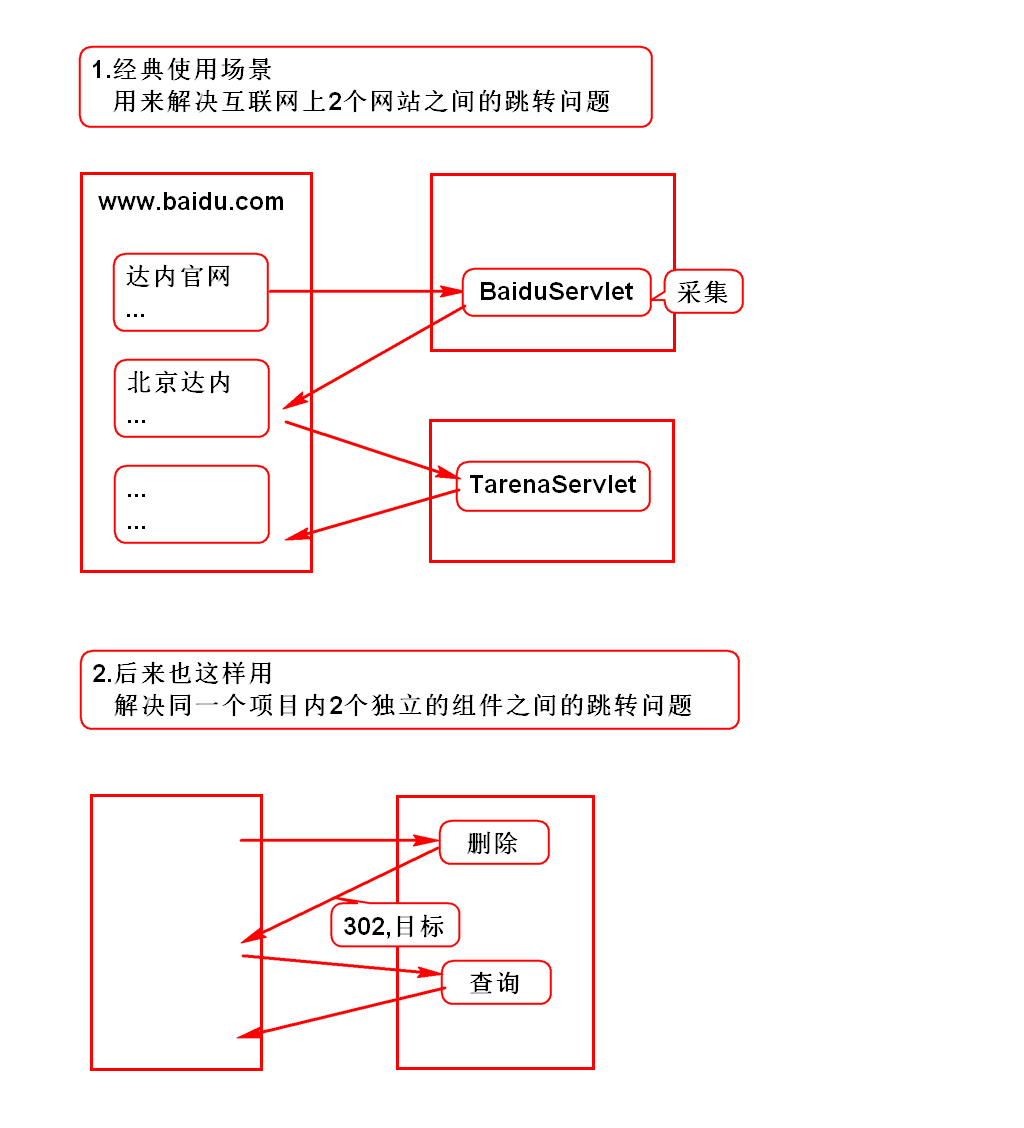 1.经典使用场景
用来解决互联网上2个网站之间的跳转问题
www.baidu.com
达内官网
...
BaiduServlet
采集
北京达内
...
TarenaServlet
...
...
2.后来也这样用
解决同一个项目内2个独立的组件之间的跳转问题
删除
302,目标
查询